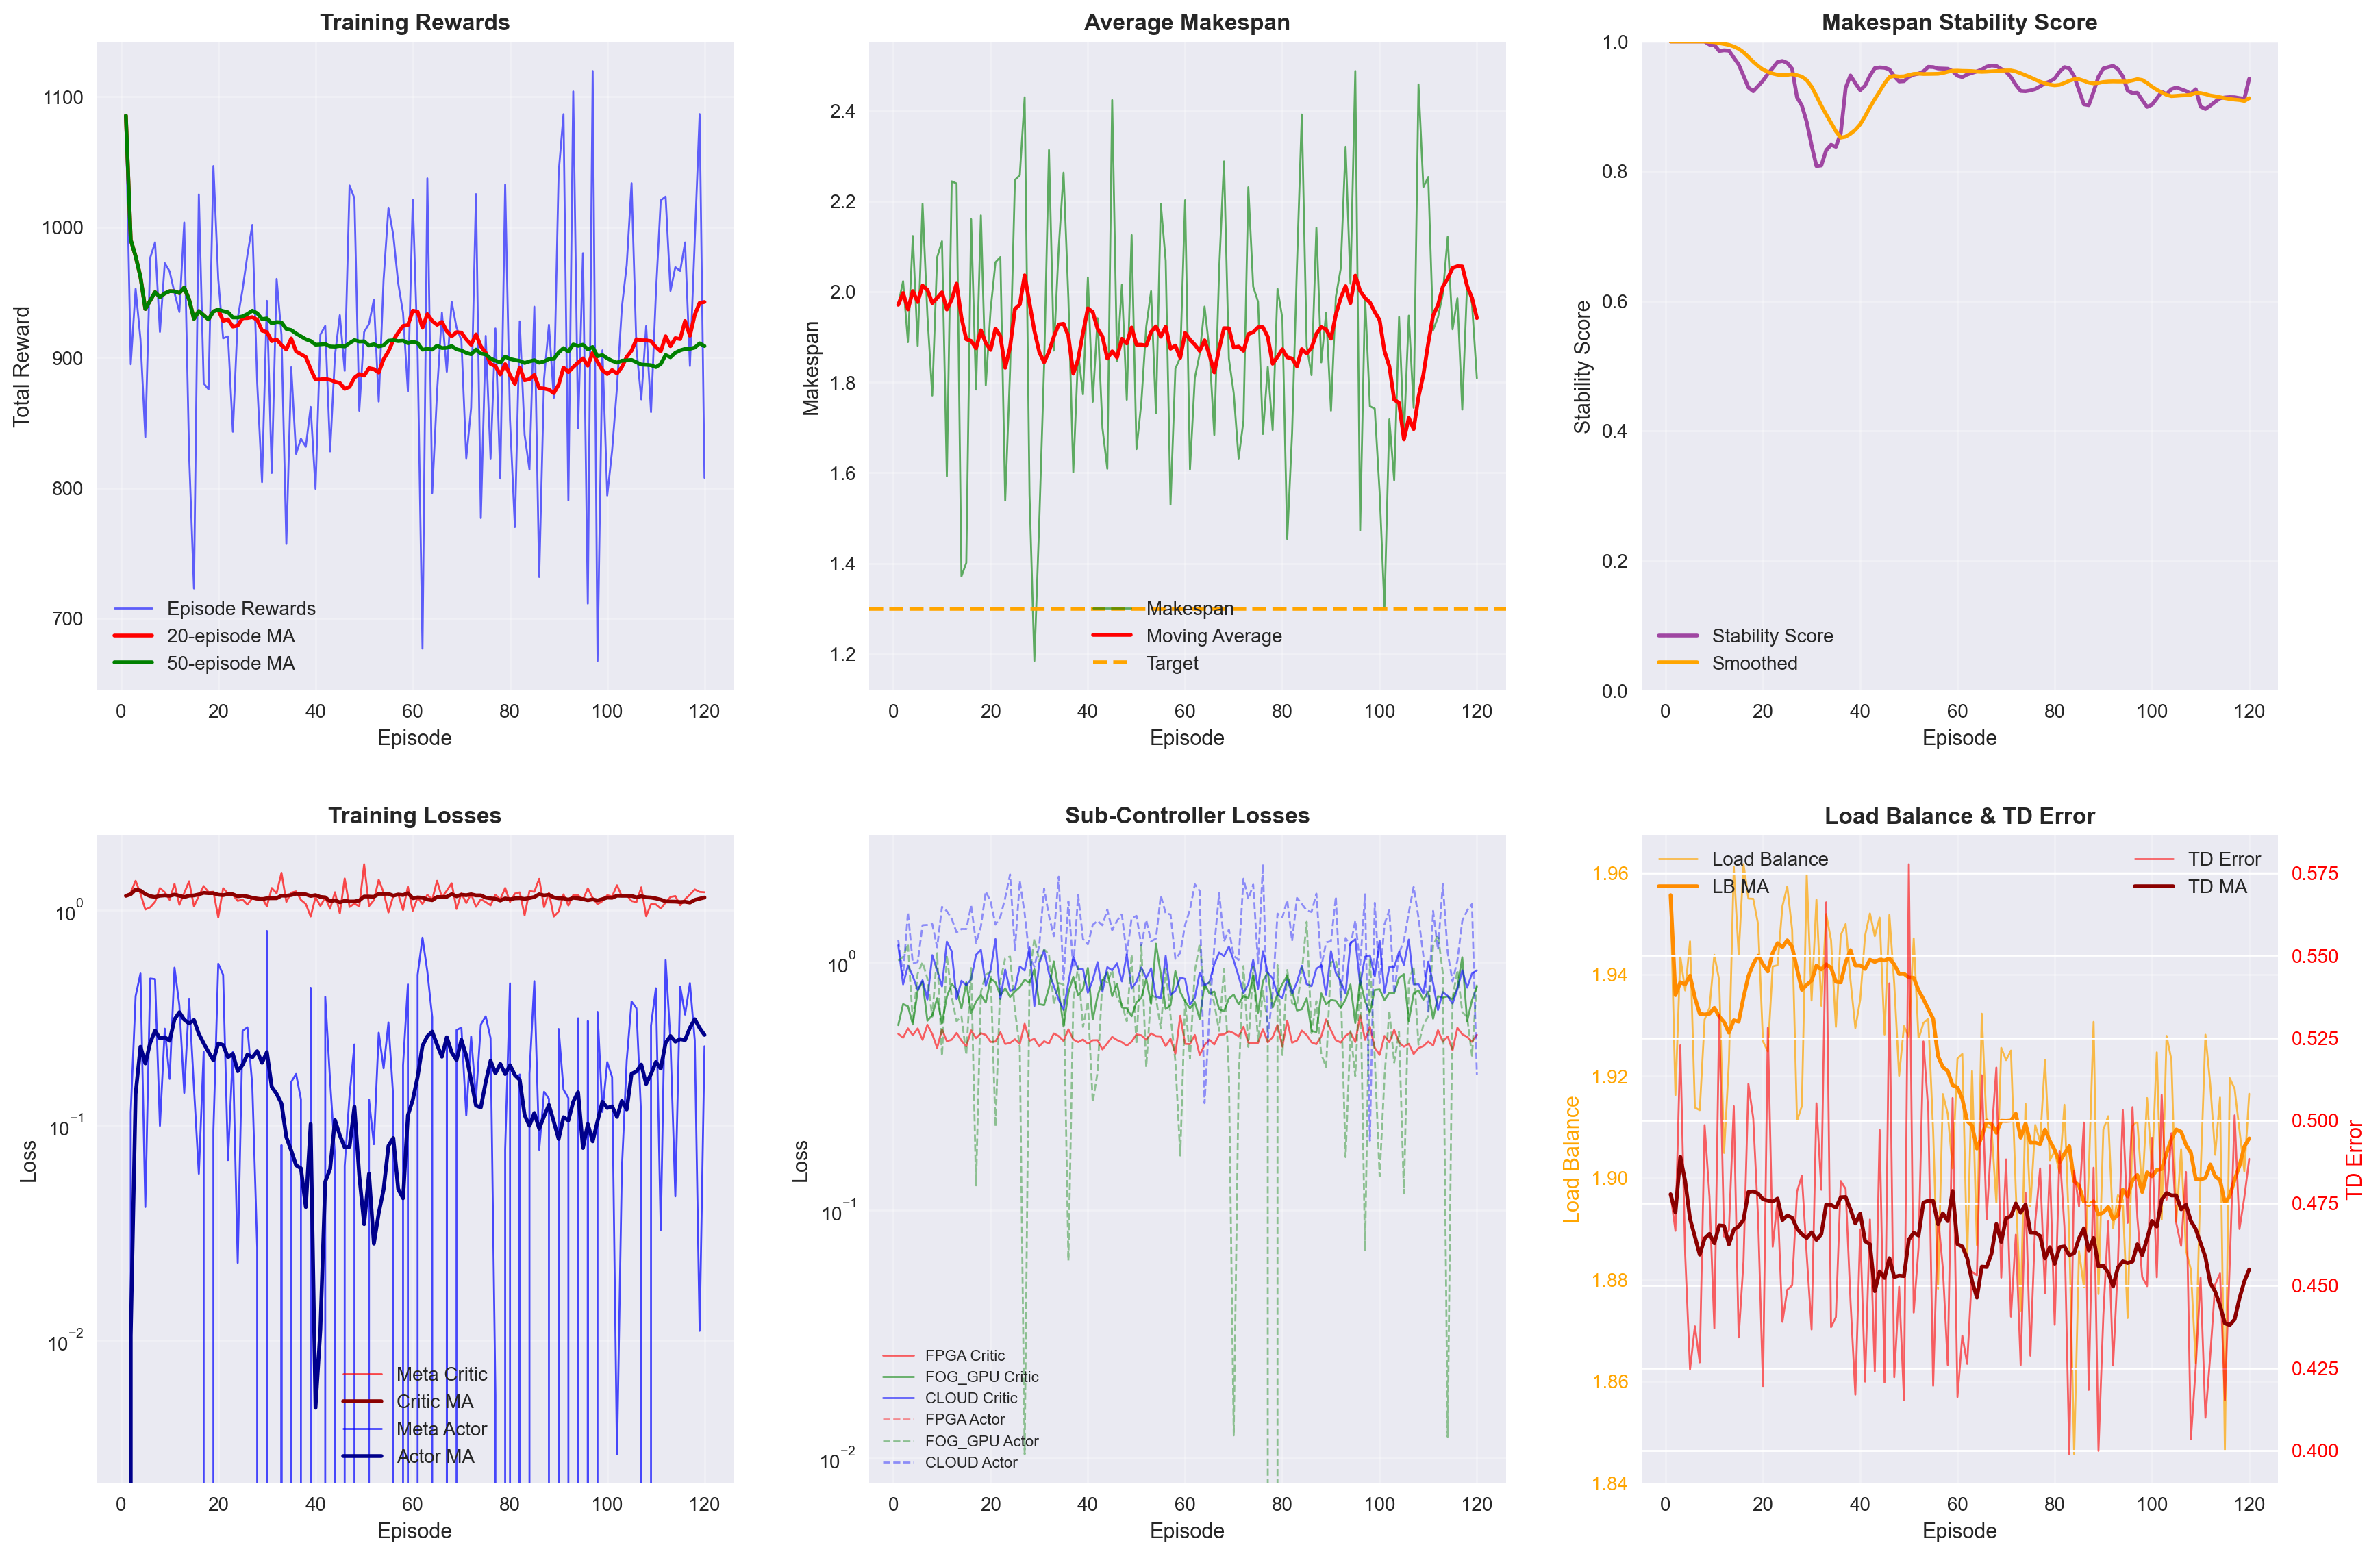 Training Rewards
Total Reward
1100
1000
900
800
700
Episode Rewards
20-episode MA
50-episode MA
0 20 40 60 80 100 120
Episode
Average Makespan
Makespan
2.4
2.2
2.0
1.8
1.6
1.4
1.2
Makespan
Moving Average
Target
0 20 40 60 80 100 120
Episode
Makespan Stability Score
Stability Score
1.0
0.8
0.6
0.4
0.2
0.0
Stability Score
Smoothed
0 20 40 60 80 100 120
Episode
Training Losses
Loss
10⁰
10⁻¹
10⁻²
Meta Critic
Critic MA
Meta Actor
Actor MA
0 20 40 60 80 100 120
Episode
Sub-Controller Losses
Loss
10⁰
10⁻¹
10⁻²
FPGA Critic
FOG_GPU Critic
CLOUD Critic
FPGA Actor
FOG_GPU Actor
CLOUD Actor
0 20 40 60 80 100 120
Episode
Load Balance & TD Error
Load Balance
1.96
1.94
1.92
1.90
1.88
1.86
1.84
Load Balance
LB MA
TD Error
TD MA
0.575
0.550
0.525
0.500
0.475
0.450
0.425
0.400
TD Error
0 20 40 60 80 100 120
Episode